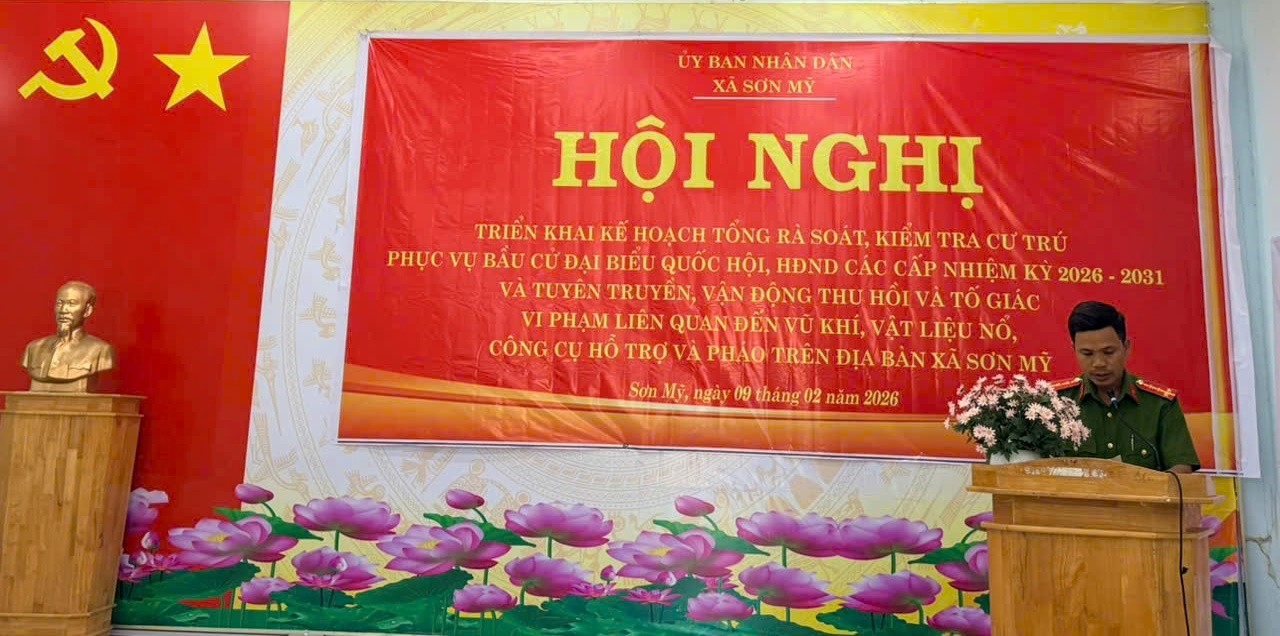 ỦY BAN NHÂN DÂN
XÃ SƠN MỸ
HỘI NGHỊ
TRIỂN KHAI KẾ HOẠCH TỔNG RÀ SOÁT, KIỂM TRA CƯ TRÚ
PHỤC VỤ BẦU CỬ ĐẠI BIỂU QUỐC HỘI, HĐND CÁC CẤP NHIỆM KỲ 2026 - 2031
VÀ TUYÊN TRUYỀN, VẬN ĐỘNG THU HỒI VÀ TỐ GIÁC
VI PHẠM LIÊN QUAN ĐẾN VŨ KHÍ, VẬT LIỆU NỔ,
CÔNG CỤ HỖ TRỢ VÀ PHÁO TRÊN ĐỊA BÀN XÃ SƠN MỸ
Sơn Mỹ, ngày 09 tháng 02 năm 2026